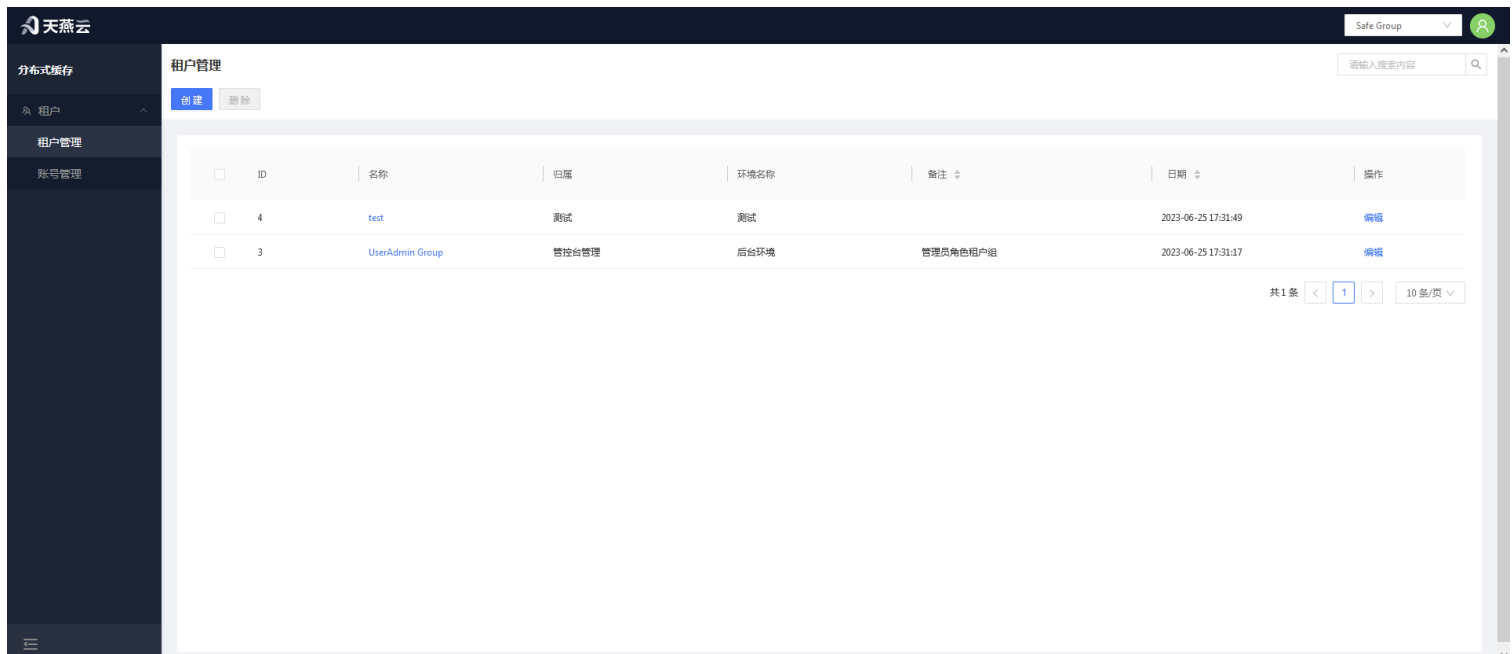 天燕云
Safe Group
分布式缓存
租户
租户管理
账号管理
租户管理
请输入搜索内容
创建 删除
ID 名称 归属 环境名称 备注 日期 操作
4 test 测试 测试 2023-06-25 17:31:49 编辑
3 UserAdmin Group 管控台管理 后台环境 管理员角色租户组 2023-06-25 17:31:17 编辑
共1条 < 1 > 10 条/页